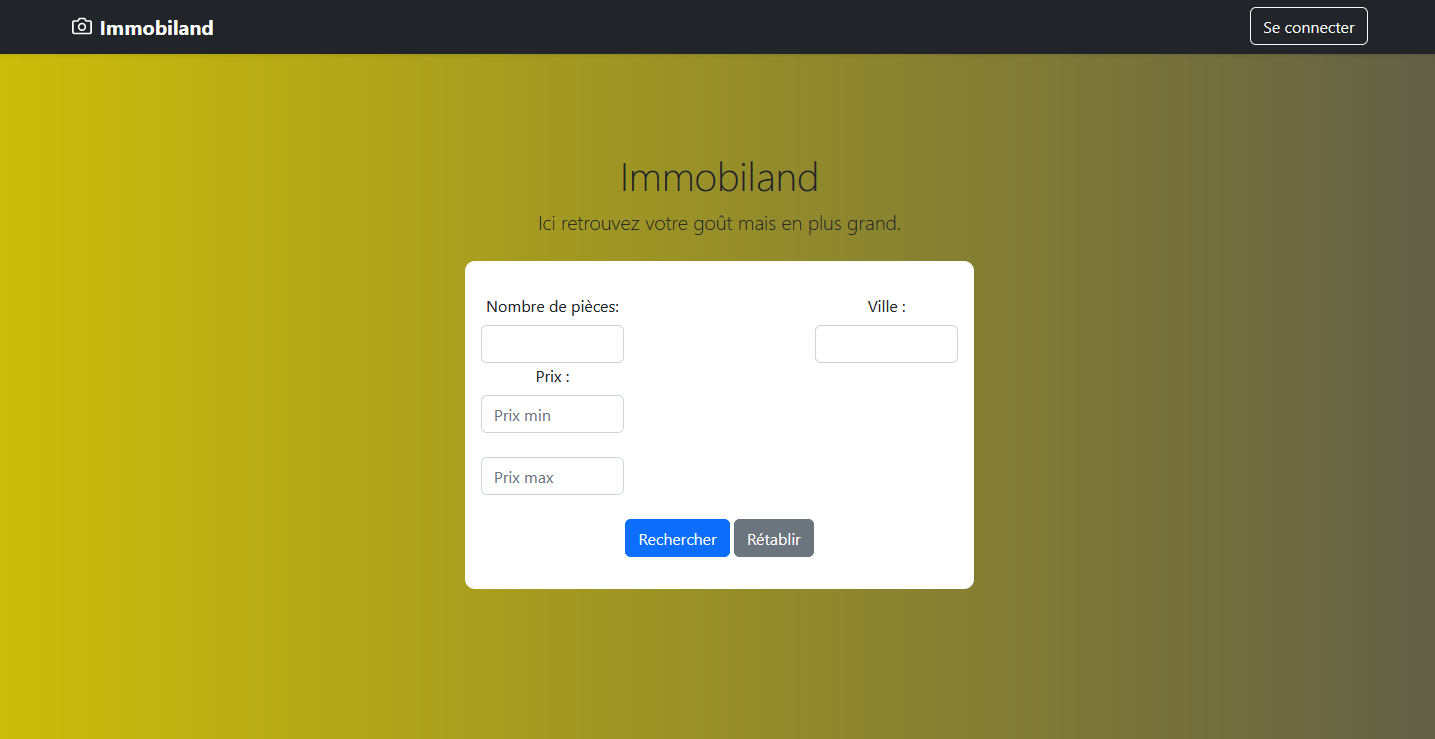 Immobiland
Se connecter
Immobiland
Ici retrouvez votre goût mais en plus grand.
Nombre de pièces:
Ville :
Prix :
Prix min
Prix max
Rechercher
Rétablir